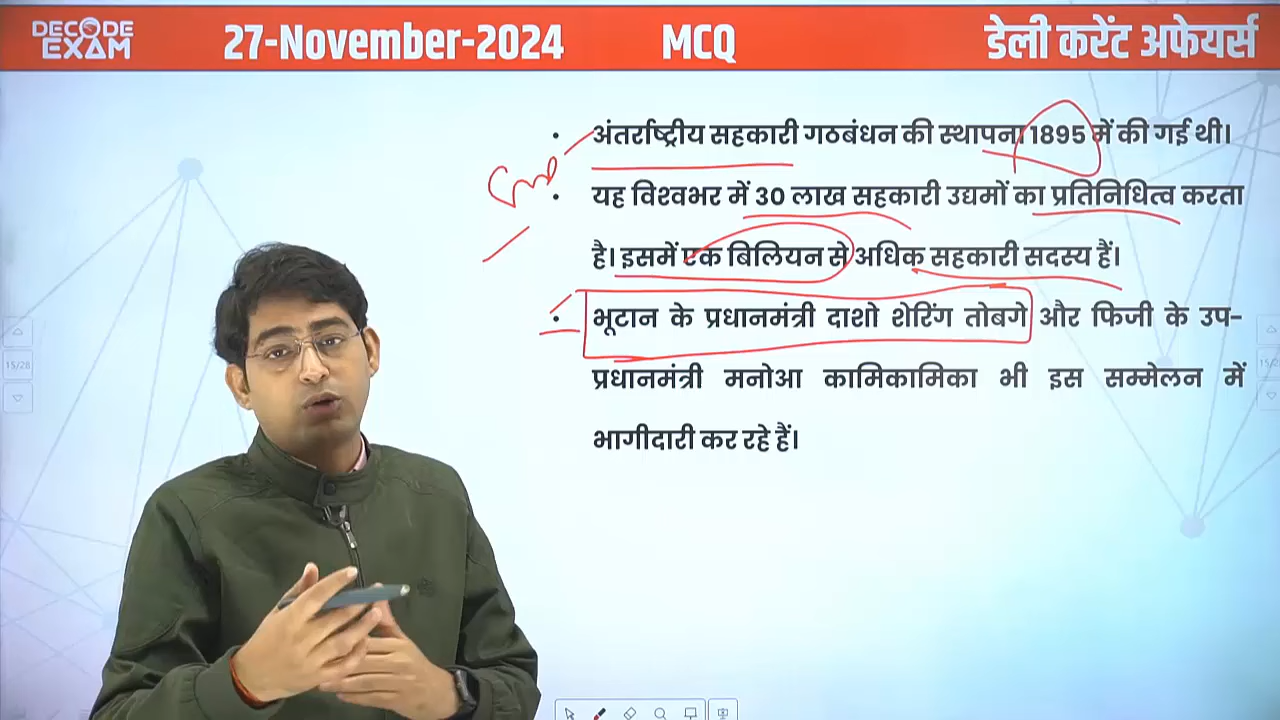 DECODE
EXAM
27-November-2024
MCQ
डेली करेंट अफेयर्स
• अंतर्राष्ट्रीय सहकारी गठबंधन की स्थापना 1895 में की गई थी।
• यह विश्वभर में 30 लाख सहकारी उद्यमों का प्रतिनिधित्व करता
है। इसमें एक बिलियन से अधिक सहकारी सदस्य हैं।
• भूटान के प्रधानमंत्री दाशो शेरिंग तोबगे और फिजी के उप-
प्रधानमंत्री मनोआ कामिकामिका भी इस सम्मेलन में
भागीदारी कर रहे हैं।
15/28